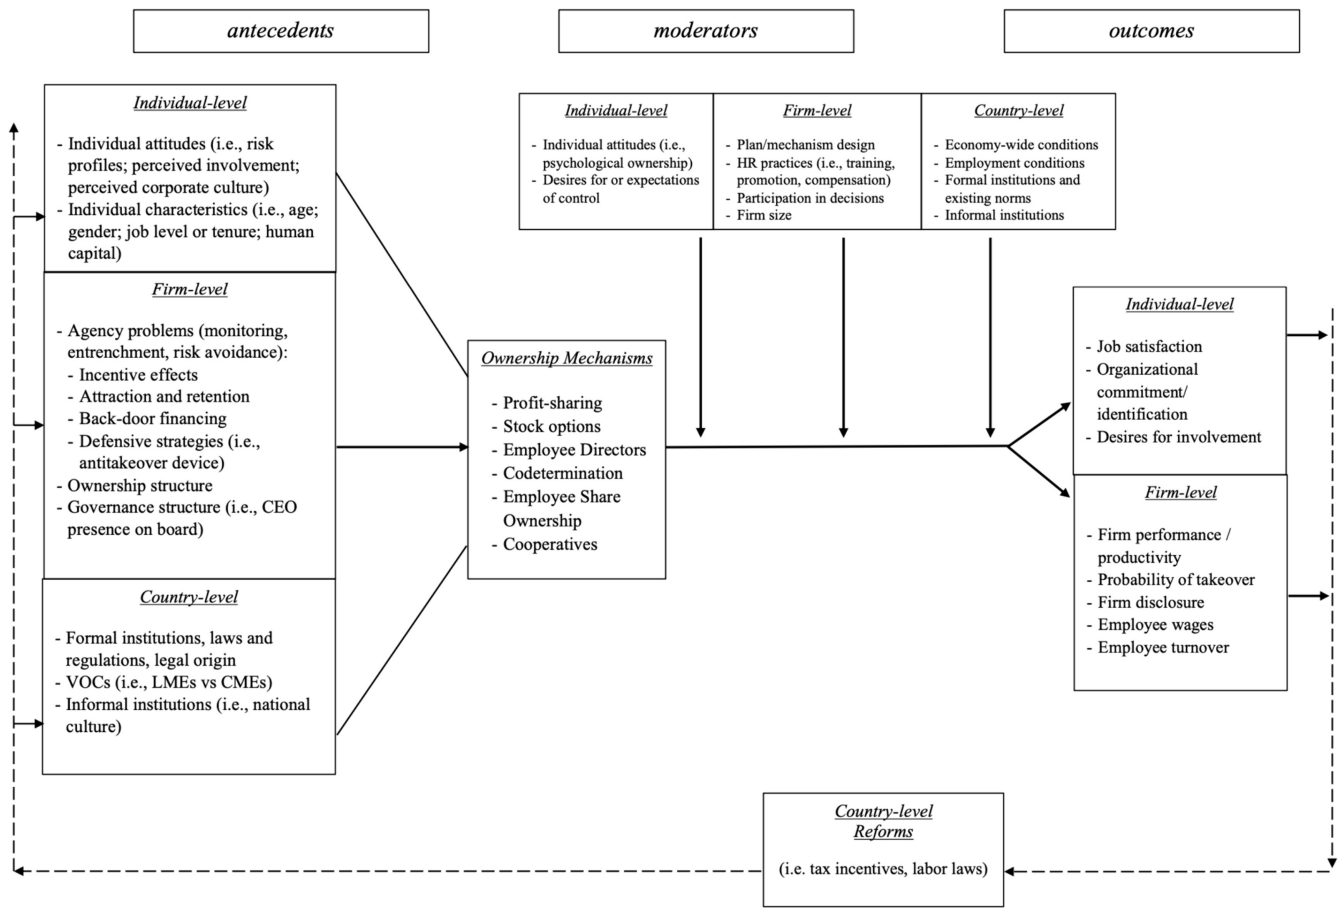 antecedents
moderators
outcomes
Individual-level
- Individual attitudes (i.e., risk
profiles; perceived involvement;
perceived corporate culture)
- Individual characteristics (i.e., age;
gender; job level or tenure; human
capital)
Firm-level
- Agency problems (monitoring,
entrenchment, risk avoidance):
- Incentive effects
- Attraction and retention
- Back-door financing
- Defensive strategies (i.e.,
antitakeover device)
- Ownership structure
- Governance structure (i.e., CEO
presence on board)
Country-level
- Formal institutions, laws and
regulations, legal origin
- VOCs (i.e., LMEs vs CMEs)
- Informal institutions (i.e., national
culture)
Ownership Mechanisms
- Profit-sharing
- Stock options
- Employee Directors
- Codetermination
- Employee Share
Ownership
- Cooperatives
Individual-level
- Individual attitudes (i.e.,
psychological ownership)
- Desires for or expectations
of control
Firm-level
- Plan/mechanism design
- HR practices (i.e., training,
promotion, compensation)
- Participation in decisions
- Firm size
Country-level
- Economy-wide conditions
- Employment conditions
- Formal institutions and
existing norms
- Informal institutions
Individual-level
- Job satisfaction
- Organizational
commitment/
identification
- Desires for involvement
Firm-level
- Firm performance /
productivity
- Probability of takeover
- Firm disclosure
- Employee wages
- Employee turnover
Country-level
Reforms
(i.e. tax incentives, labor laws)